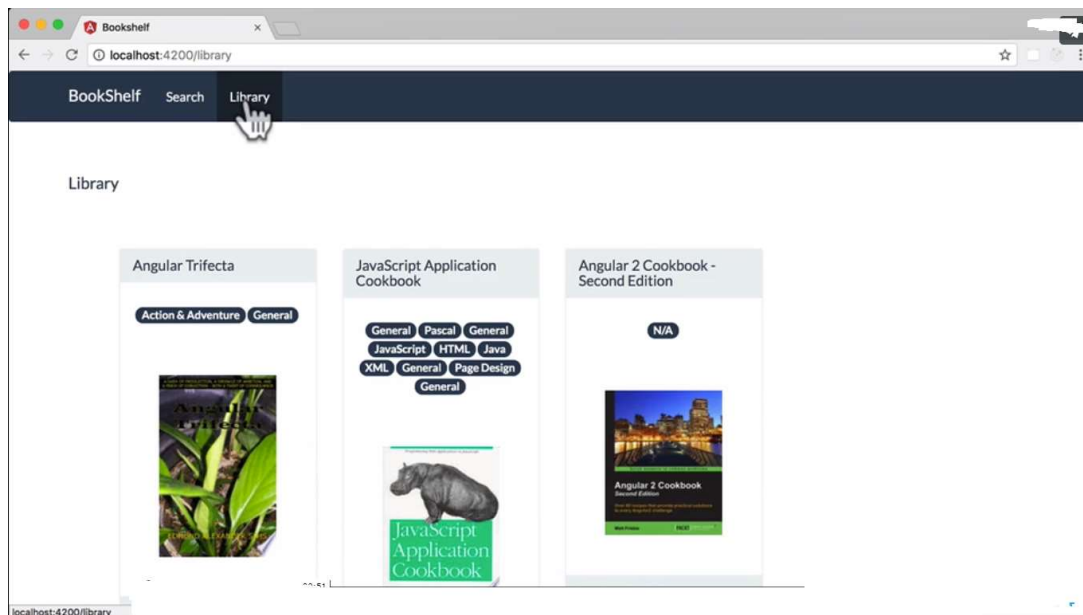 Bookshelf
localhost:4200/library
BookShelf Search Library
Library
Angular Trifecta
Action & Adventure General
Angular
Trifecta
JavaScript Application
Cookbook
General Pascal General
JavaScript HTML Java
XML General Page Design
General
JavaScript
Application
Cookbook
Angular 2 Cookbook -
Second Edition
N/A
Angular 2 Cookbook
Second Edition
localhost:4200/library